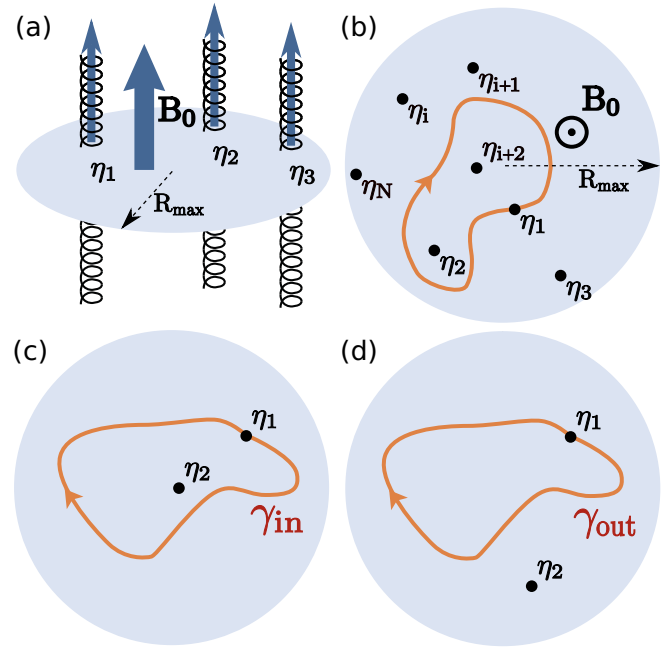 (a)
B₀
η₁
η₂
η₃
Rmax
(b)
ηᵢ₊₁
ηᵢ
B₀
ηᵢ₊₂
Rmax
η_N
η₁
η₂
η₃
(c)
η₁
η₂
γin
(d)
η₁
γout
η₂